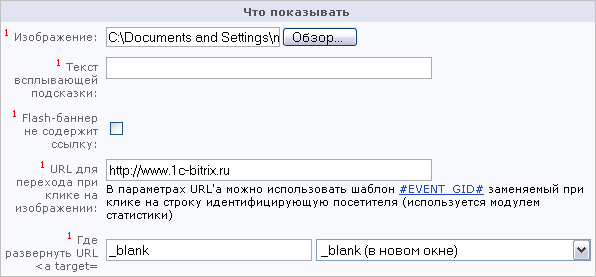 Что показывать
1 Изображение: C:\Documents and Settings\n Обзор...
1 Текст
всплывающей
подсказки:
1 Flash-баннер
не содержит
ссылку:
1 URL для
перехода при
клике на
изображении:
http://www.1c-bitrix.ru
В параметрах URL'а можно использовать шаблон #EVENT_GID# заменяемый при
клике на строку идентифицирующую посетителя (используется модулем
статистики)
1 Где
развернуть URL
<a target=
_blank _blank (в новом окне)